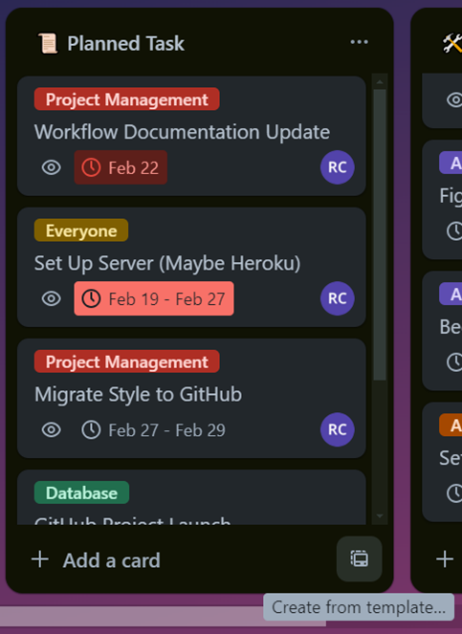 Planned Task
Project Management
Workflow Documentation Update
Feb 22
RC
Everyone
Set Up Server (Maybe Heroku)
Feb 19 - Feb 27
RC
Project Management
Migrate Style to GitHub
Feb 27 - Feb 29
RC
Database
GitHub Project Launch
Add a card
Create from template...
A
Fig
A
Be
A
Se